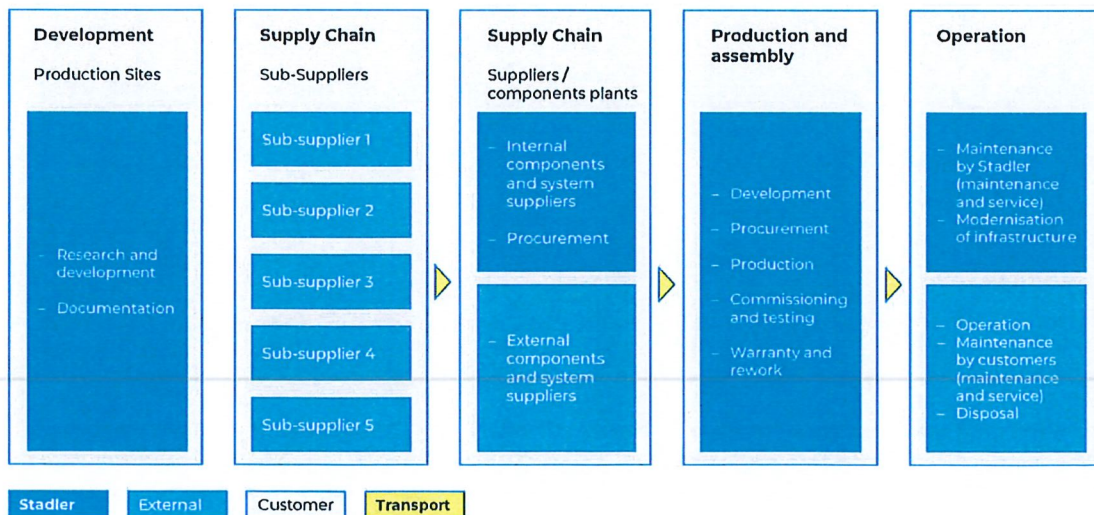 Development
Production Sites
– Research and
development
– Documentation
Supply Chain
Sub-Suppliers
Sub-supplier 1
Sub-supplier 2
Sub-supplier 3
Sub-supplier 4
Sub-supplier 5
Supply Chain
Suppliers /
components plants
– Internal
components
and system
suppliers
– Procurement
– External
components
and system
suppliers
Production and
assembly
– Development
– Procurement
– Production
– Commissioning
and testing
– Warranty and
rework
Operation
– Maintenance
by Stadler
(maintenance
and service)
– Modernisation
of infrastructure
– Operation
– Maintenance
by customers
(maintenance
and service)
– Disposal
Stadler
External
Customer
Transport